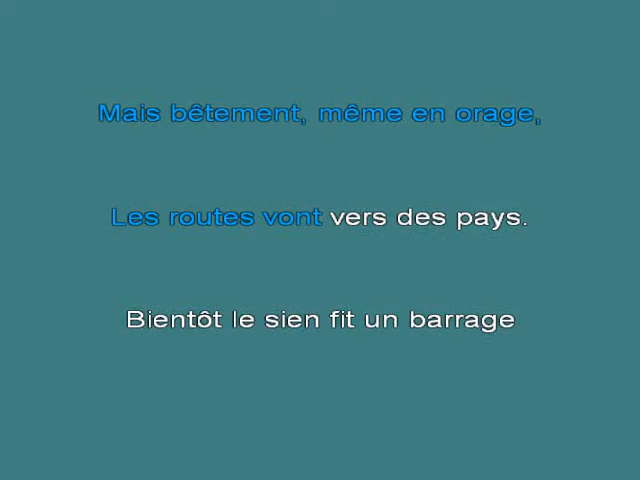 Mais bêtement, même en orage,
Les routes vont vers des pays.
Bientôt le sien fit un barrage